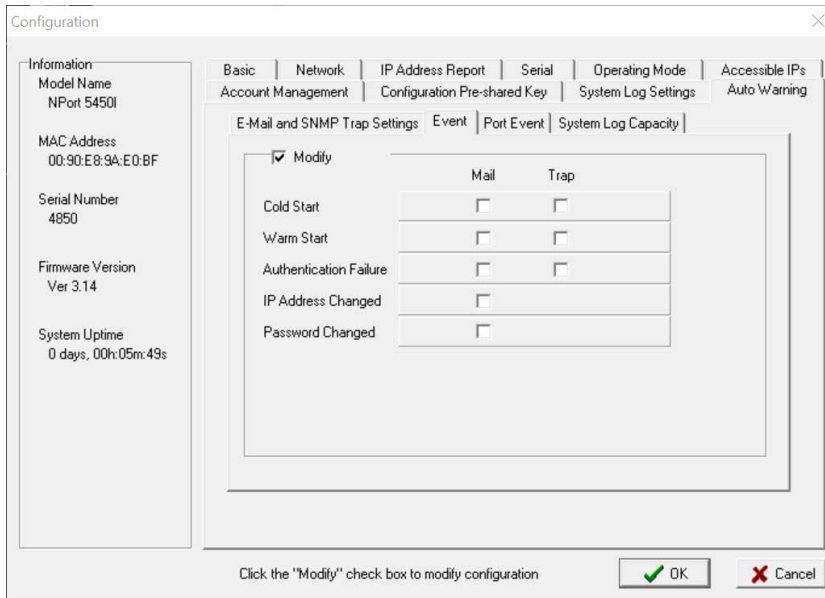 Configuration
Information
Model Name
NPort 5450I
MAC Address
00:90:E8:9A:E0:BF
Serial Number
4850
Firmware Version
Ver 3.14
System Uptime
0 days, 00h:05m:49s
Basic Network IP Address Report Serial Operating Mode Accessible IPs
Account Management Configuration Pre-shared Key System Log Settings Auto Warning
E-Mail and SNMP Trap Settings Event Port Event System Log Capacity
Modify
Mail Trap
Cold Start
Warm Start
Authentication Failure
IP Address Changed
Password Changed
Click the "Modify" check box to modify configuration
OK Cancel